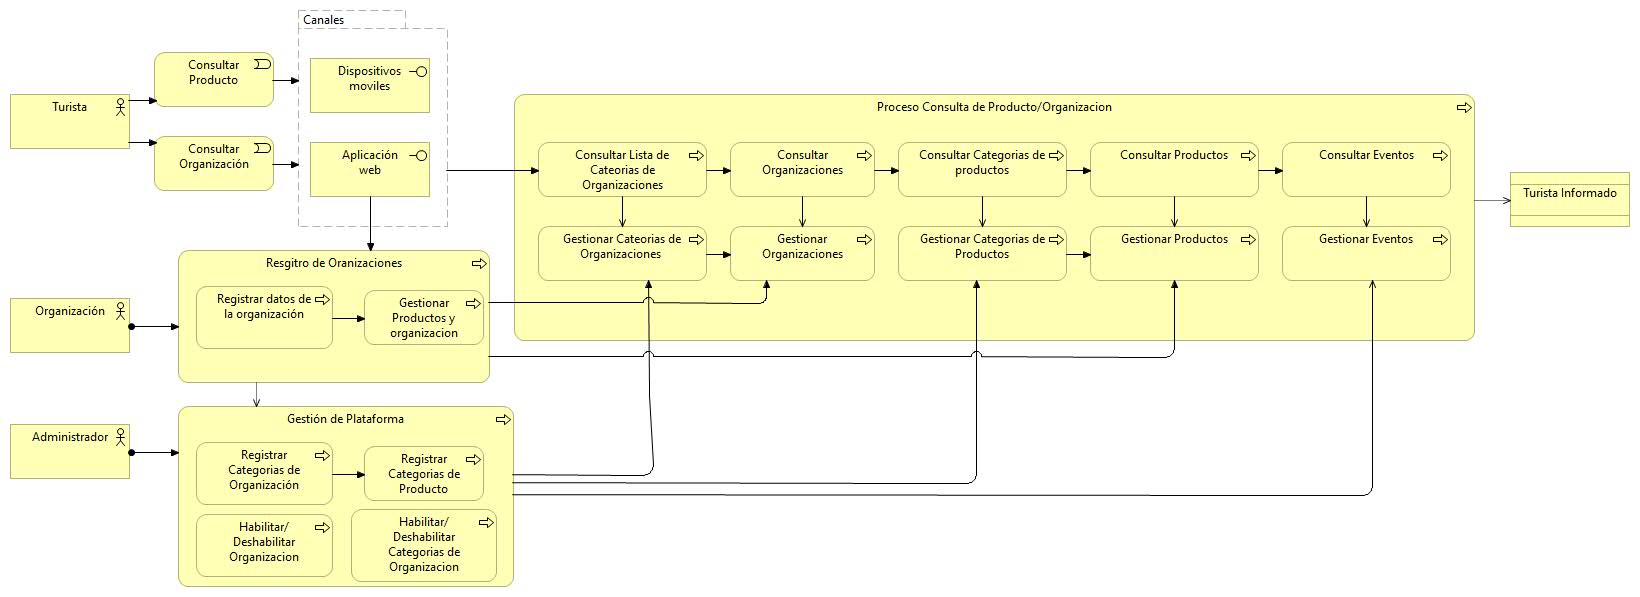 Canales
Consultar
Producto
Dispositivos
moviles
Turista
Consultar
Organización
Aplicación
web
Proceso Consulta de Producto/Organizacion
Consultar Lista de
Cateorias de
Organizaciones
Consultar
Organizaciones
Consultar Categorias de
productos
Consultar Productos
Consultar Eventos
Turista Informado
Gestionar Cateorias de
Organizaciones
Gestionar
Organizaciones
Gestionar Categorias de
Productos
Gestionar Productos
Gestionar Eventos
Resgitro de Oranizaciones
Organización
Registrar datos de
la organización
Gestionar
Productos y
organizacion
Gestión de Plataforma
Administrador
Registrar
Categorias de
Organización
Registrar
Categorias de
Producto
Habilitar/
Deshabilitar
Organizacion
Habilitar/
Deshabilitar
Categorias de
Organizacion